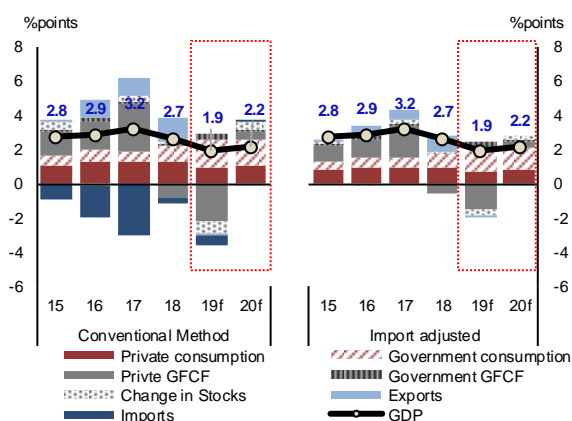 %points %points
8 8
6 6
4 4
2 2
0 0
-2 -2
-4 -4
-6 -6
2.8 2.9 3.2 2.7 1.9 2.2
2.8 2.9 3.2 2.7 1.9 2.2
15 16 17 18 19f 20f 15 16 17 18 19f 20f
Conventional Method Import adjusted
Private consumption Government consumption
Privte GFCF Government GFCF
Change in Stocks Exports
Imports GDP